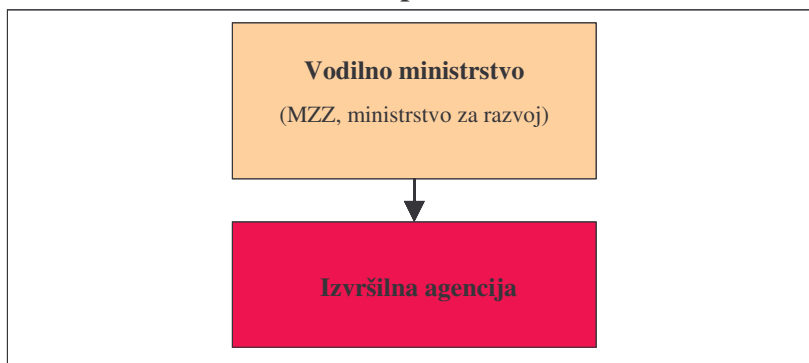 Vodilno ministrstvo
(MZZ, ministrstvo za razvoj)
Izvršilna agencija